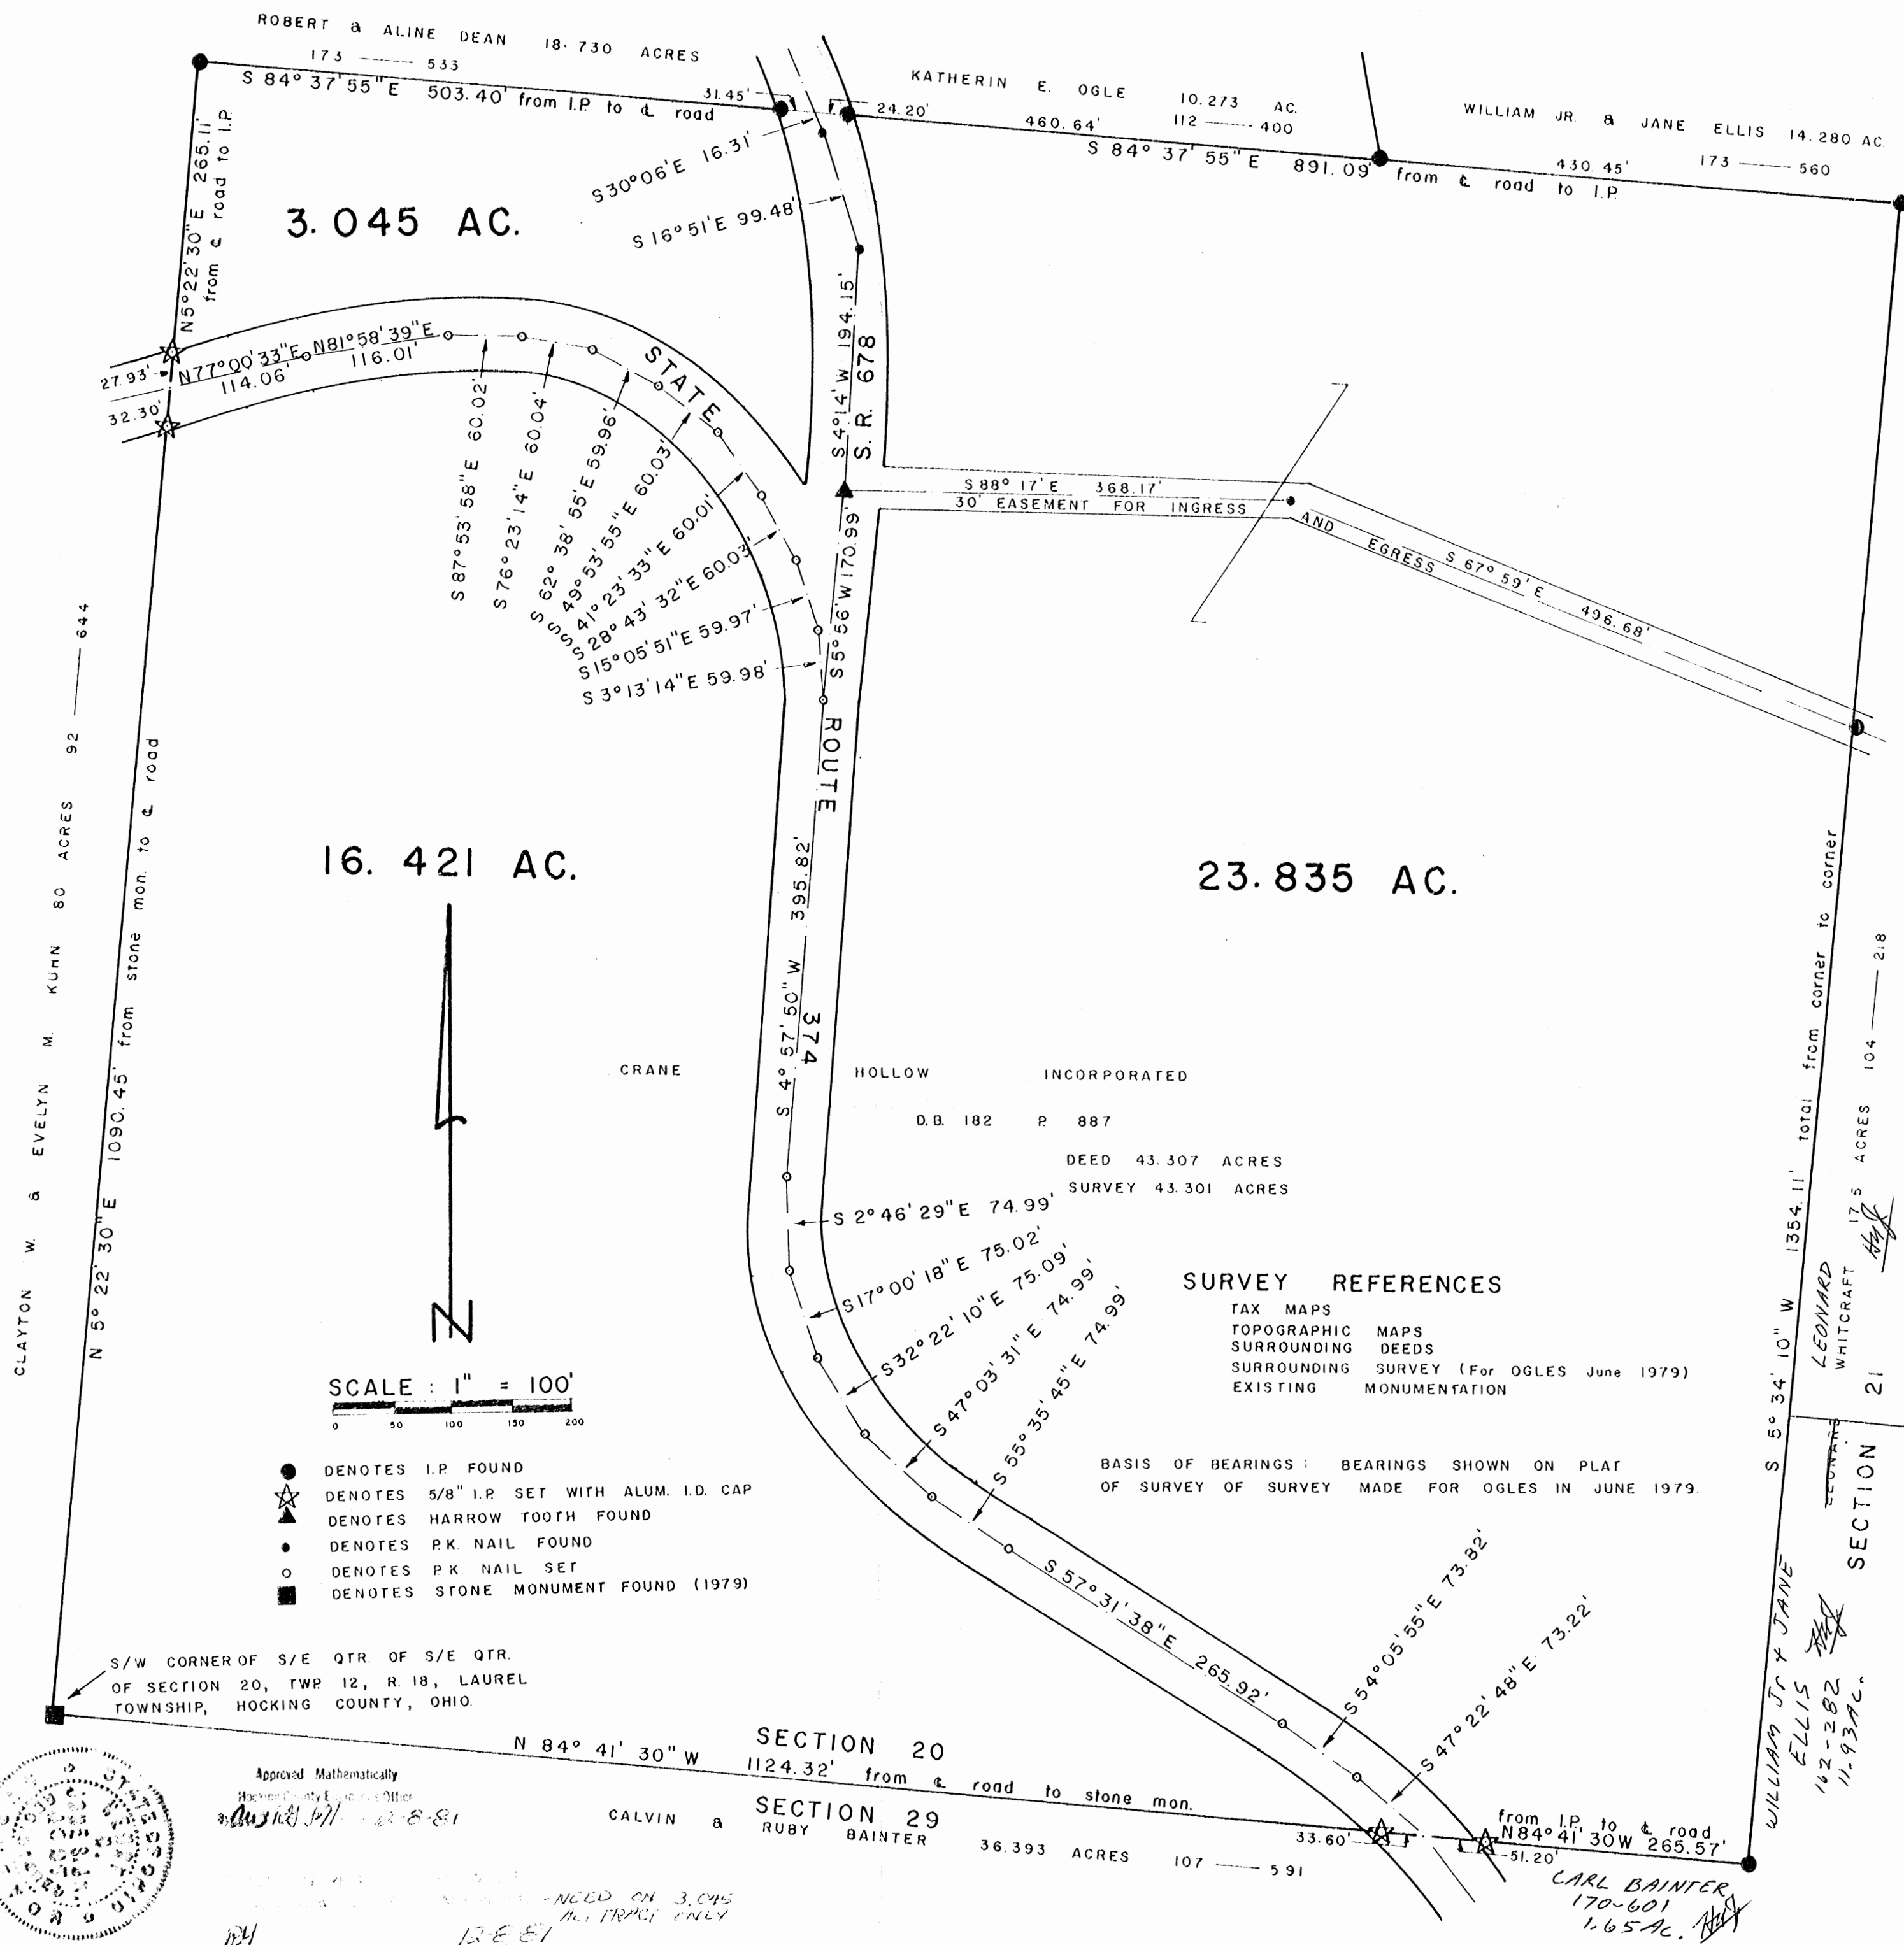 ROBERT & ALINE DEAN 18.730 ACRES
173 —— 533
S 84° 37' 55" E 503.40' from I.P. to ℄ road
31.45'
24.20'
KATHERIN E. OGLE 10.273 AC.
460.64' 112 —— 400
S 84° 37' 55" E 891.09' from ℄ road to I.P.
WILLIAM JR. & JANE ELLIS 14.280 AC.
430.45' 173 —— 560
N5°22'30"E 265.11'
from ℄ road to I.P.
3.045 AC.
S30°06'E 16.31'
S16°51'E 99.48'
S4°14'W 194.15'
S. R. 678
27.93'
32.30'
N77°00'33"E
114.06'
N81°58'39"E
116.01'
STATE
S87°53'58"E 60.02'
S76°23'14"E 60.04'
S 62° 38' 55"E 59.96'
S 49°53'55"E 60.03'
S 41° 23' 33"E 60.01'
S 28° 43' 32"E 60.03'
S15°05'51"E 59.97'
S 3°13'14"E 59.98'
S5°56'W 170.99'
S 88° 17'E 368.17'
30' EASEMENT FOR INGRESS
AND EGRESS
S 67° 59' E 496.68'
ROUTE
CLAYTON W. & EVELYN M. KUHN 80 ACRES 92 —— 644
N 5° 22' 30"E 1090.45' from stone mon. to ℄ road
16.421 AC.
23.835 AC.
S 4° 57' 50" W 395.82'
374
CRANE HOLLOW INCORPORATED
D.B. 182 P. 887
DEED 43.307 ACRES
SURVEY 43.301 ACRES
S 2°46'29"E 74.99'
S17°00'18"E 75.02'
S32°22'10"E 75.09'
S 47° 03' 31" E 74.99'
S 55° 35' 45" E 74.99'
N
SCALE : 1" = 100'
0 50 100 150 200
DENOTES I.P. FOUND
DENOTES 5/8" I.P. SET WITH ALUM. I.D. CAP
DENOTES HARROW TOOTH FOUND
DENOTES P.K. NAIL FOUND
DENOTES P.K. NAIL SET
DENOTES STONE MONUMENT FOUND (1979)
SURVEY REFERENCES
TAX MAPS
TOPOGRAPHIC MAPS
SURROUNDING DEEDS
SURROUNDING SURVEY (For OGLES June 1979)
EXISTING MONUMENTATION
BASIS OF BEARINGS : BEARINGS SHOWN ON PLAT
OF SURVEY OF SURVEY MADE FOR OGLES IN JUNE 1979.
S 5° 34' 10" W 1354.11' total from corner to corner
LEONARD
WHITCRAFT 17.5 ACRES 104 —— 218
LEONARD
SECTION 21
WILLIAM Jr & JANE
ELLIS
162-282
11.93 AC.
S 57° 31' 38"E 265.92'
S 54°05'55"E 73.82'
S 47° 22' 48" E 73.22'
S/W CORNER OF S/E QTR. OF S/E QTR.
OF SECTION 20, TWP. 12, R. 18, LAUREL
TOWNSHIP, HOCKING COUNTY, OHIO.
N 84° 41' 30" W 1124.32' from ℄ road to stone mon.
SECTION 20
SECTION 29
CALVIN & RUBY BAINTER 36.393 ACRES 107 —— 591
33.60'
from I.P. to ℄ road
N84°41'30W 265.57'
51.20'
CARL BAINTER
170-601
1.65 Ac.
Approved Mathematically
Hocking County Office
12-8-81
STATE
- NEED ON 3.045
AC. TRACT ONLY
12-8-81